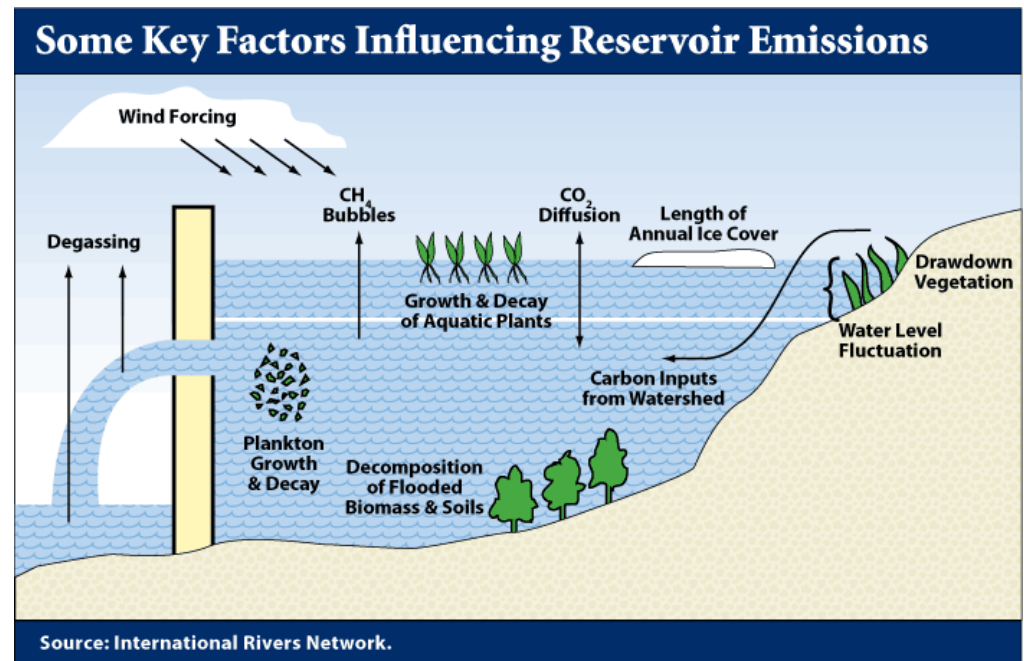 Some Key Factors Influencing Reservoir Emissions
Wind Forcing
CH₄
Bubbles
CO₂
Diffusion
Length of
Annual Ice Cover
Degassing
Drawdown
Vegetation
Growth & Decay
of Aquatic Plants
Water Level
Fluctuation
Carbon Inputs
from Watershed
Plankton
Growth
& Decay
Decomposition
of Flooded
Biomass & Soils
Source: International Rivers Network.